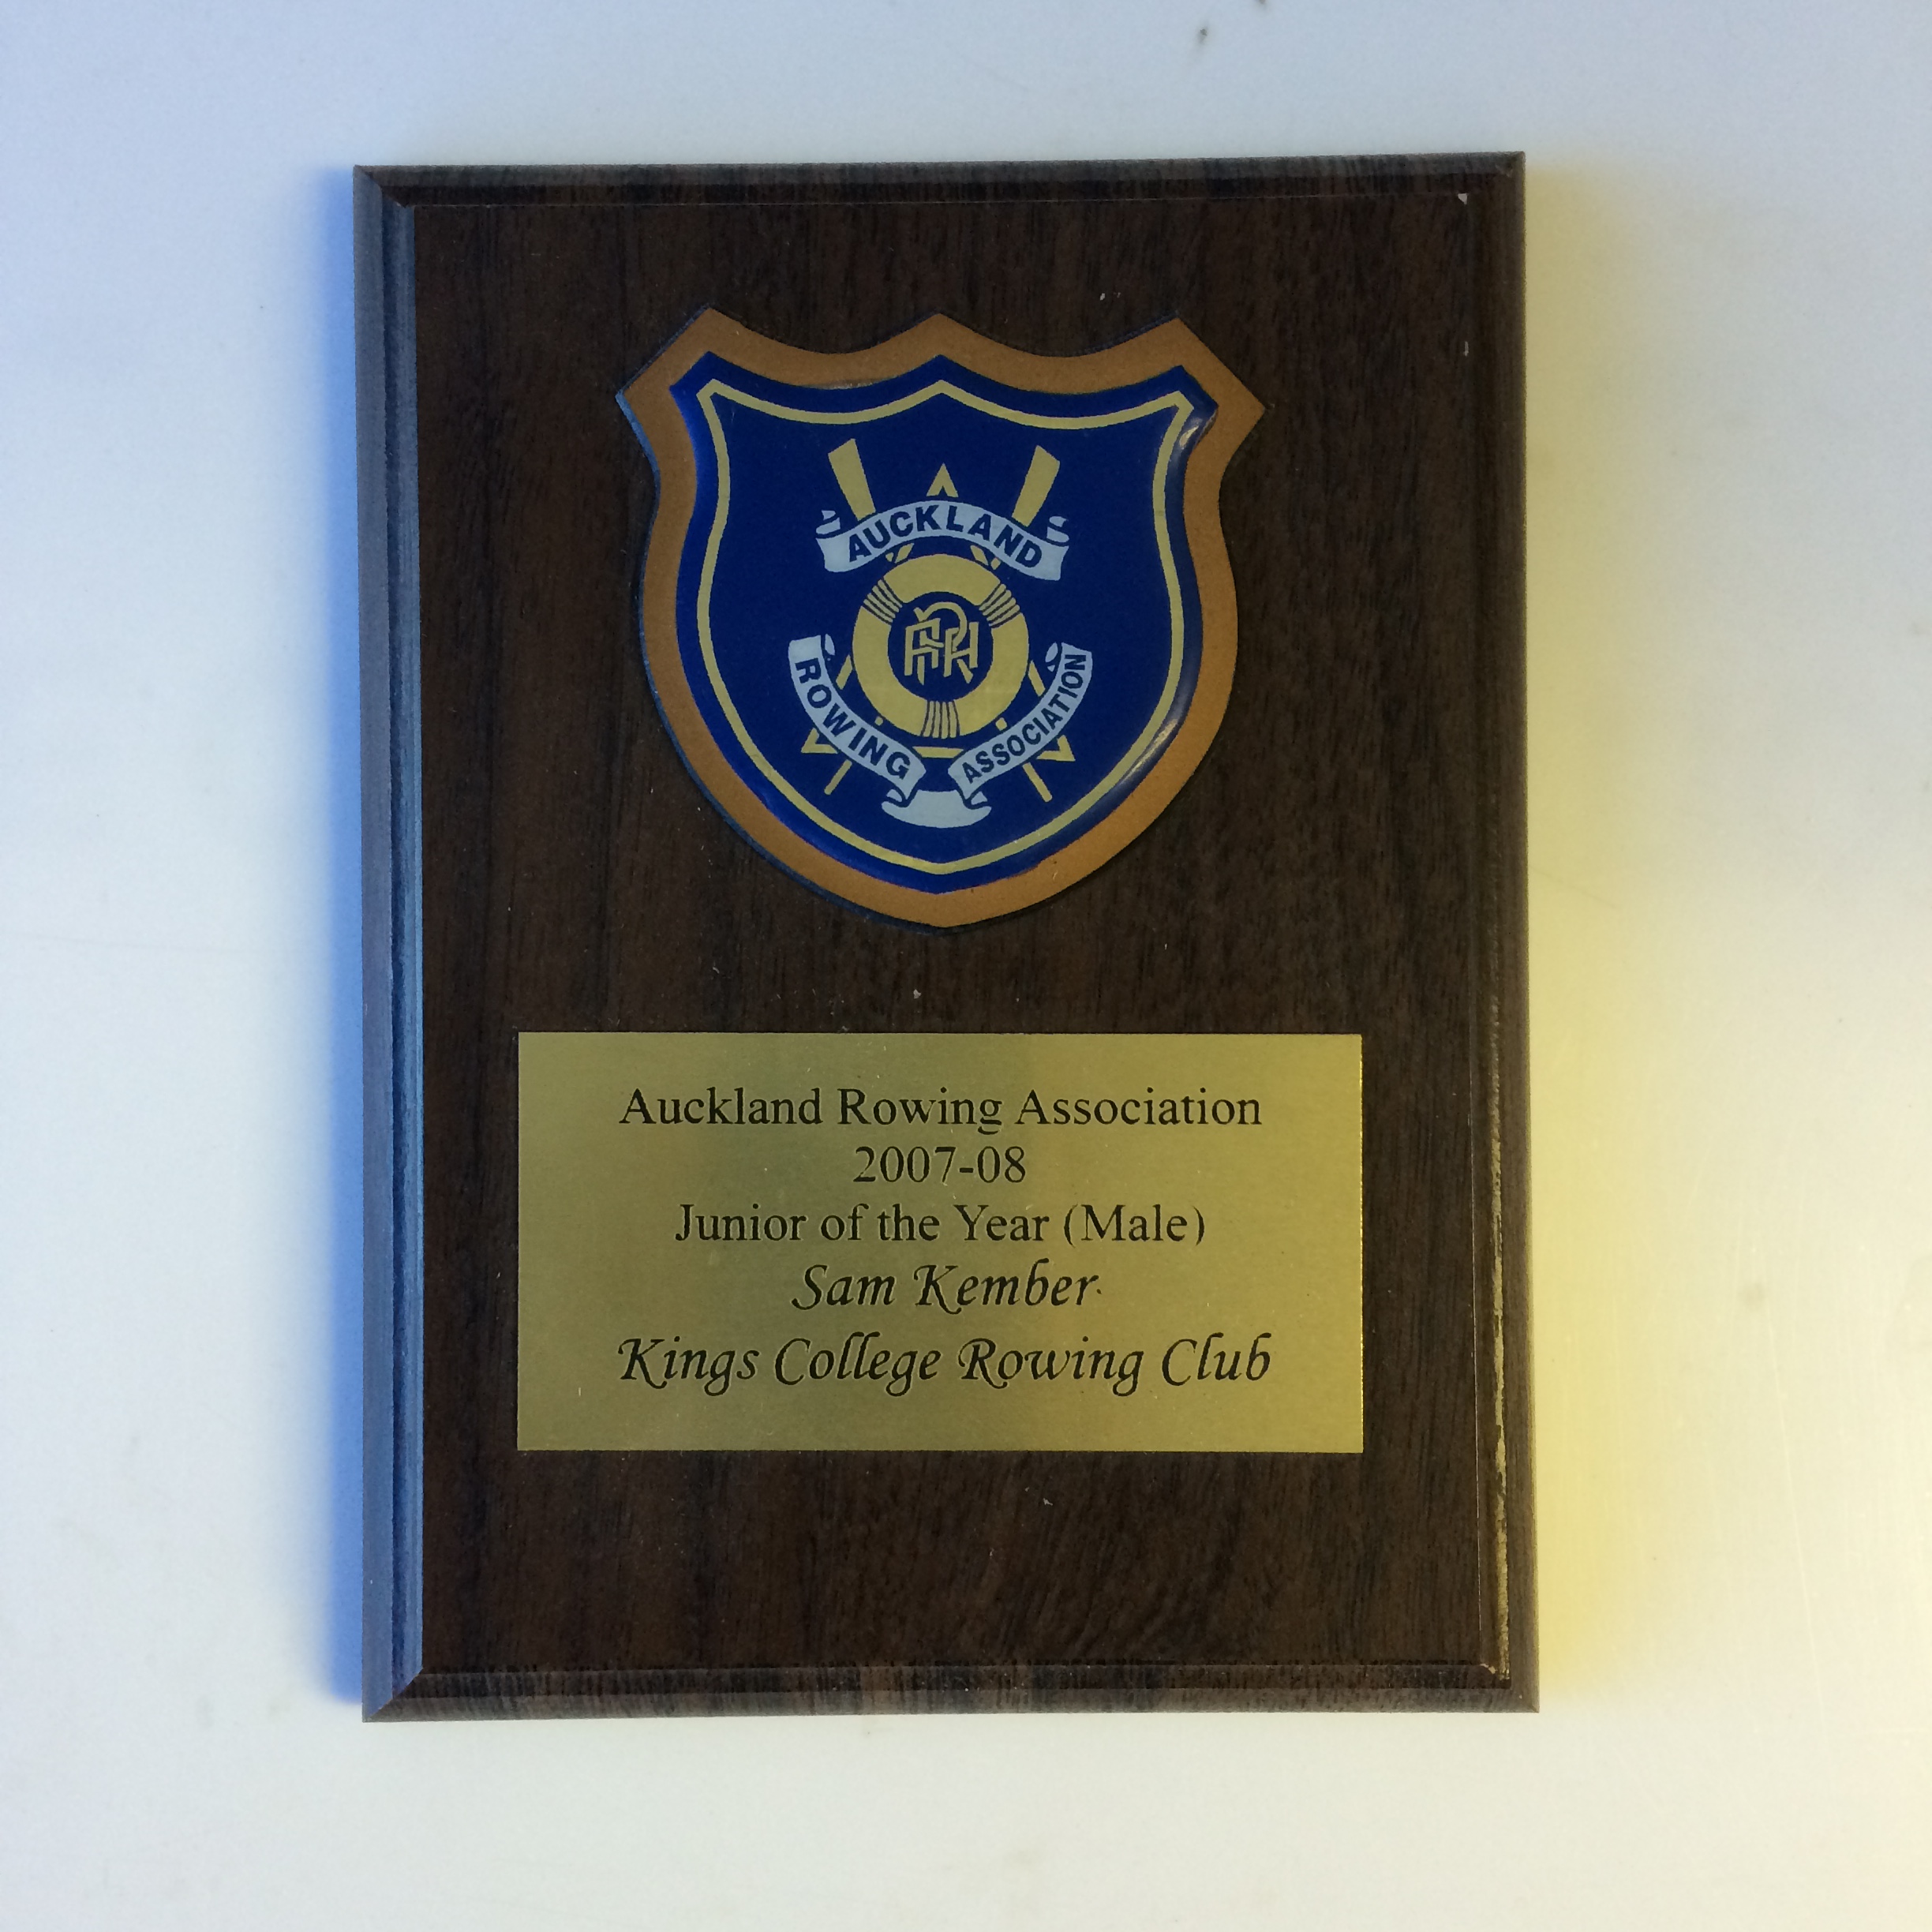 AUCKLAND
ROWING ASSOCIATION
Auckland Rowing Association
2007-08
Junior of the Year (Male)
Sam Kember
Kings College Rowing Club